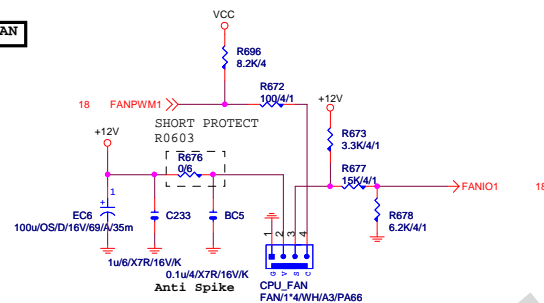 VCC
AN
R696
8.2K/4
R672
100/4/1
18 FANPWM1
+12V
SHORT PROTECT
R0603
R673
3.3K/4/1
+12V
R676
0/6
R677
15K/4/1
FANIO1
18
1
+
EC6
100u/OS/D/16V/69/A/35m
C233
BC5
R678
6.2K/4/1
1u/6/X7R/16V/K
0.1u/4/X7R/16V/K
Anti Spike
1 2 3 4
G V S C
CPU_FAN
FAN/1*4/WH/A3/PA66